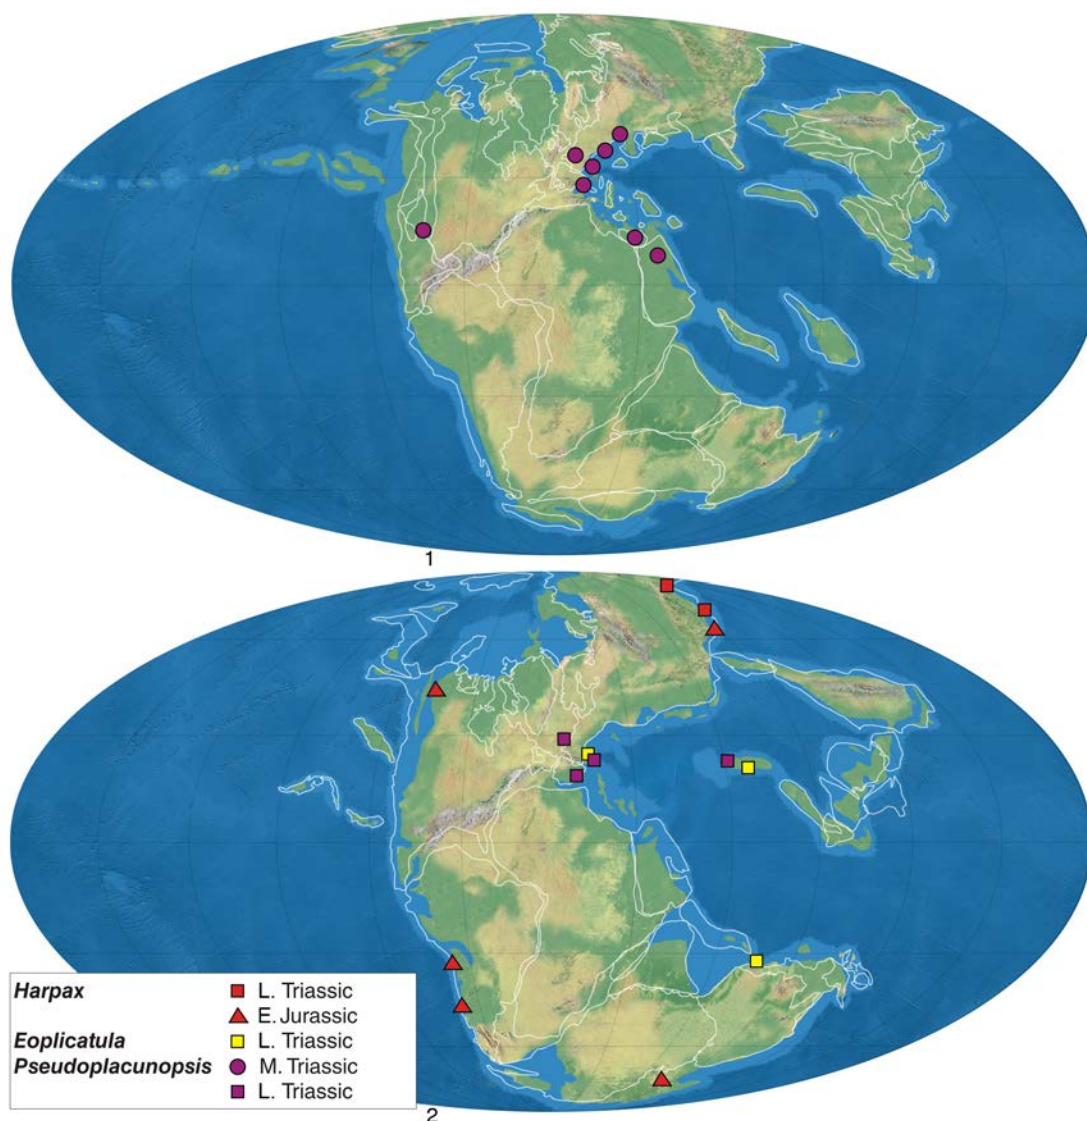 1
Harpax L. Triassic
E. Jurassic
Eoplicatula L. Triassic
Pseudoplacunopsis M. Triassic
L. Triassic
2